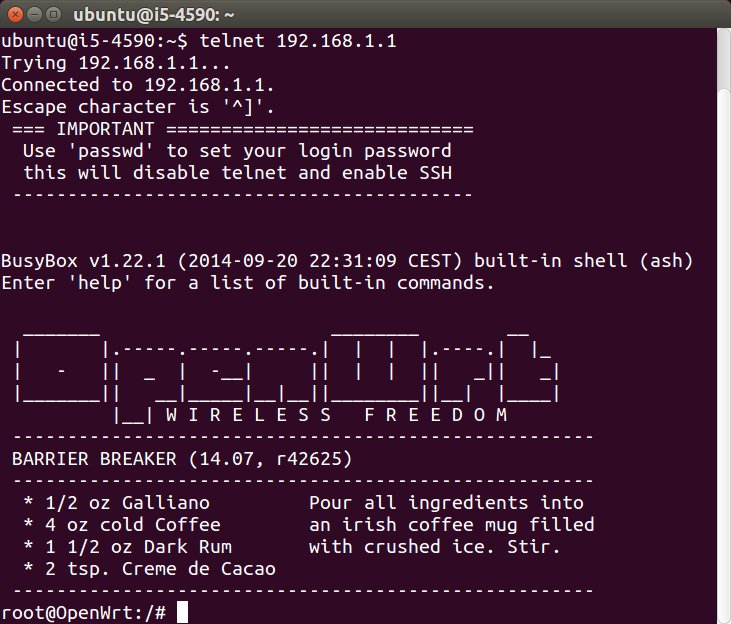 ubuntu@i5-4590: ~
ubuntu@i5-4590:~$ telnet 192.168.1.1
Trying 192.168.1.1...
Connected to 192.168.1.1.
Escape character is '^]'.
 === IMPORTANT ============================
  Use 'passwd' to set your login password
  this will disable telnet and enable SSH
 ------------------------------------------
BusyBox v1.22.1 (2014-09-20 22:31:09 CEST) built-in shell (ash)
Enter 'help' for a list of built-in commands.
  _______                     ________        __
 |       |.-----.-----.-----.|  |  |  |.----.|  |_
 |   -   ||  _  |  -__|     ||  |  |  ||   _||   _|
 |_______||   __|_____|__|__||________||__|  |____|
          |__| W I R E L E S S   F R E E D O M
 -----------------------------------------------------
 BARRIER BREAKER (14.07, r42625)
 -----------------------------------------------------
  * 1/2 oz Galliano         Pour all ingredients into
  * 4 oz cold Coffee        an irish coffee mug filled
  * 1 1/2 oz Dark Rum       with crushed ice. Stir.
  * 2 tsp. Creme de Cacao
 -----------------------------------------------------
root@OpenWrt:/#